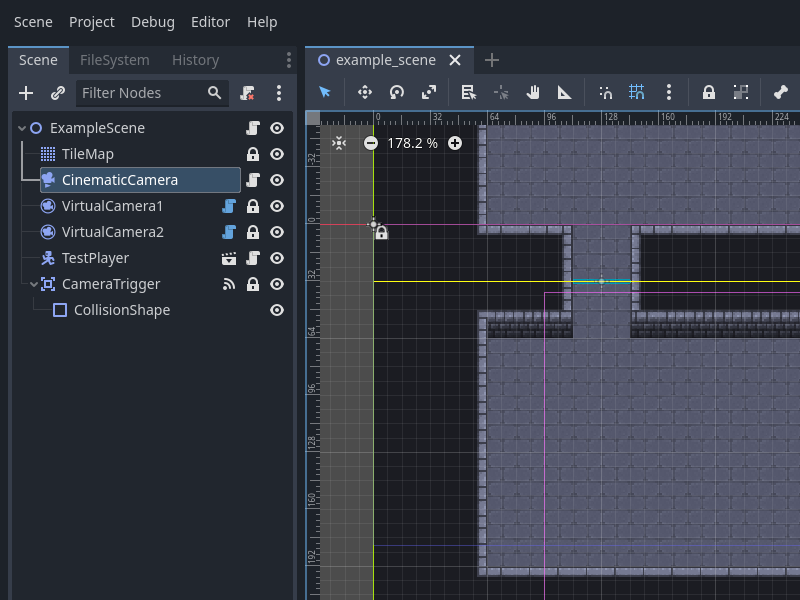 Scene Project Debug Editor Help
Scene FileSystem History
example_scene
Filter Nodes
ExampleScene
TileMap
CinematicCamera
VirtualCamera1
VirtualCamera2
TestPlayer
CameraTrigger
CollisionShape
0 32 64 96 128 160 192 224
178.2 %
-32
0
32
64
96
128
160
192